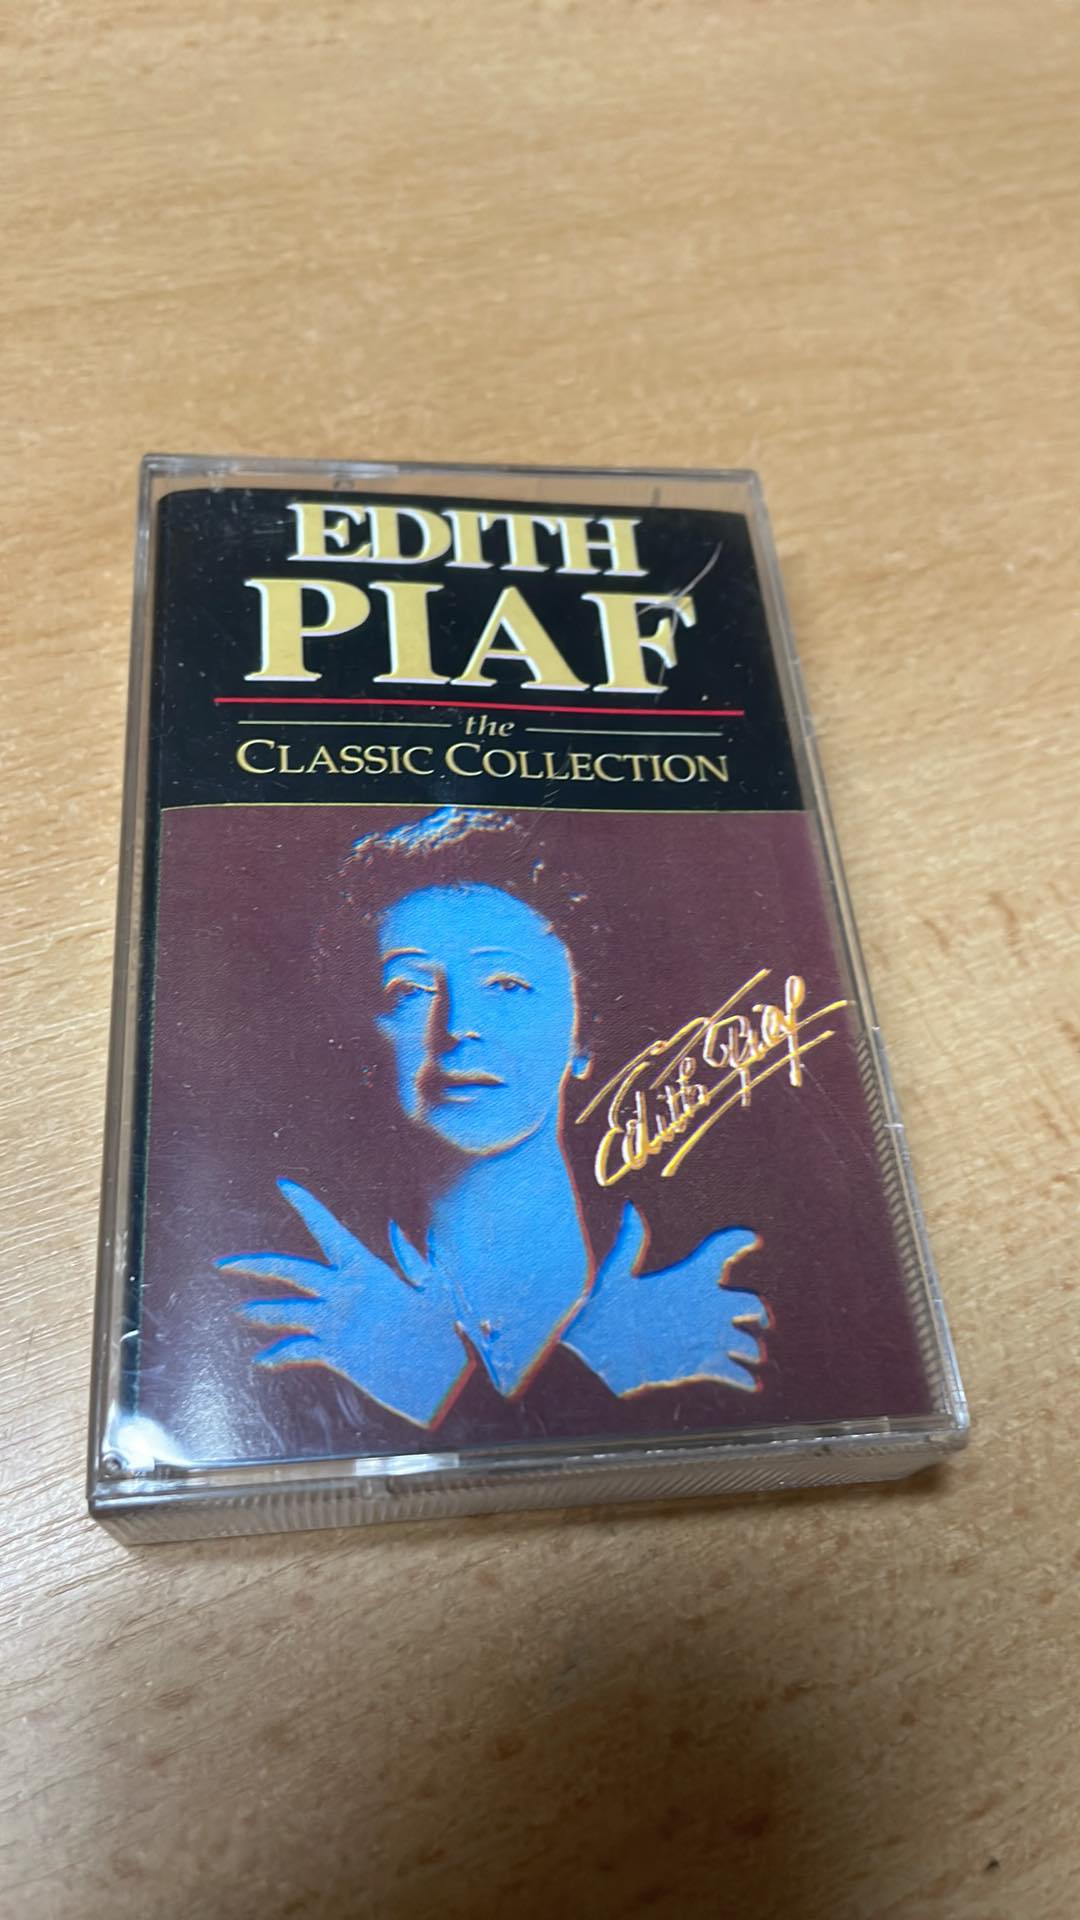 EDITH
PIAF
the
CLASSIC COLLECTION
Edith Piaf